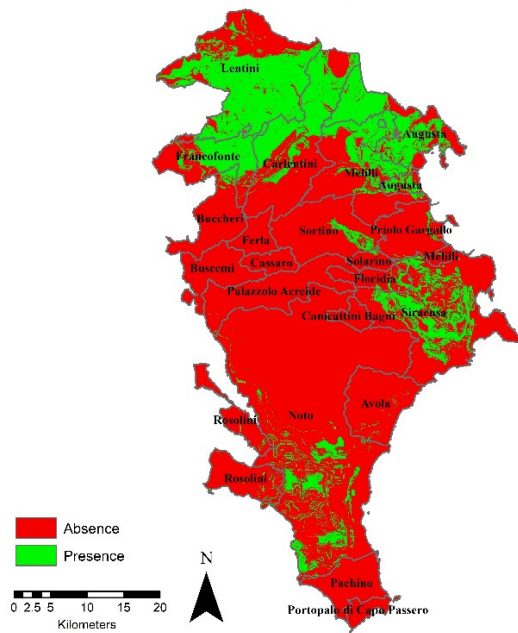 Lentini
Augusta
Francofonte
Carlentini
Melilli
Augusta
Buccheri
Sortino
Priolo Gargallo
Ferla
Melilli
Solarino
Buscemi
Cassaro
Floridia
Palazzolo Acreide
Siracusa
Canicattini Bagni
Avola
Noto
Rosolini
Rosolini
Absence
Presence
N
Pachino
0 2.5 5 10 15 20
Kilometers
Portopalo di Capo Passero